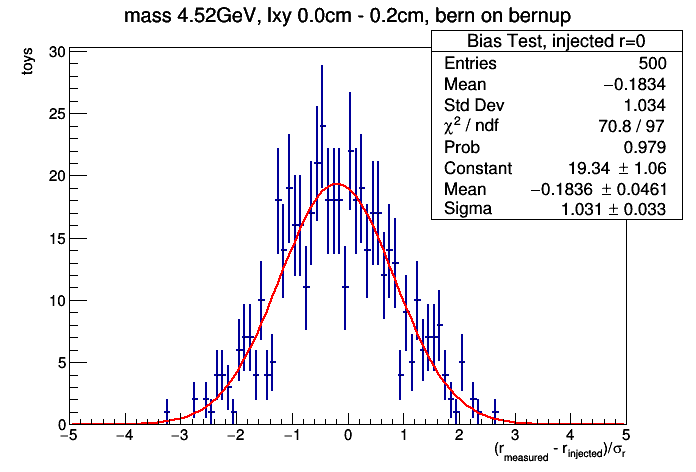 mass 4.52GeV, lxy 0.0cm - 0.2cm, bern on bernup
Bias Test, injected r=0
Entries 500
Mean −0.1834
Std Dev 1.034
χ² / ndf 70.8 / 97
Prob 0.979
Constant 19.34 ± 1.06
Mean −0.1836 ± 0.0461
Sigma 1.031 ± 0.033
toys
30
25
20
15
10
5
0
−5 −4 −3 −2 −1 0 1 2 3 4 5
(r_measured - r_injected)/σ_r